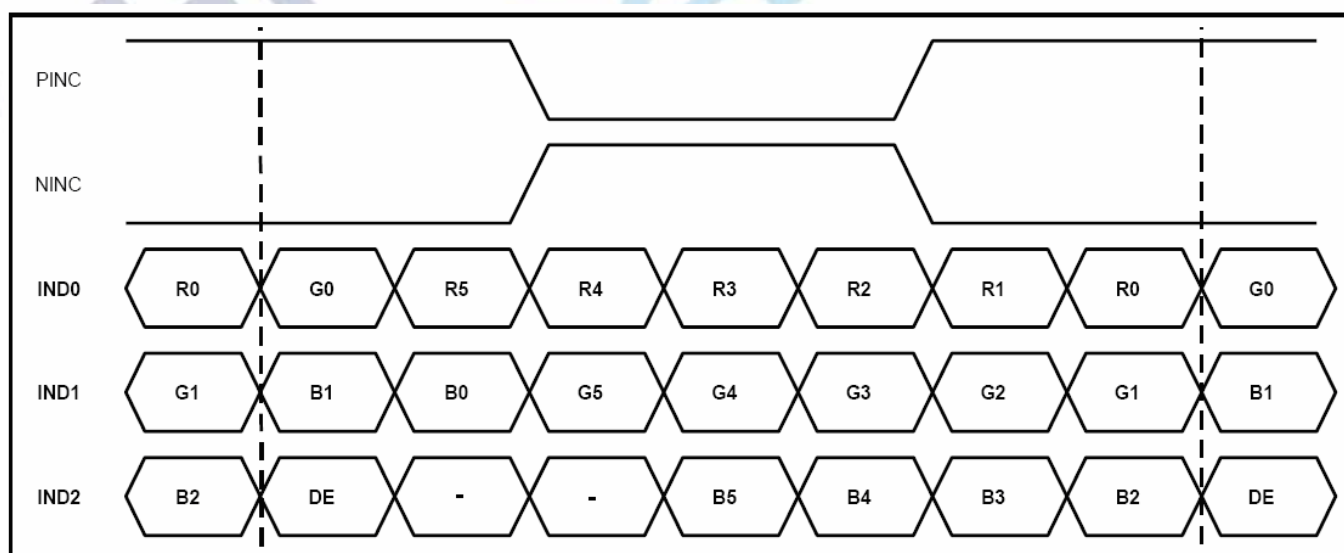 PINC
NINC
IND0 R0 G0 R5 R4 R3 R2 R1 R0 G0
IND1 G1 B1 B0 G5 G4 G3 G2 G1 B1
IND2 B2 DE - - B5 B4 B3 B2 DE